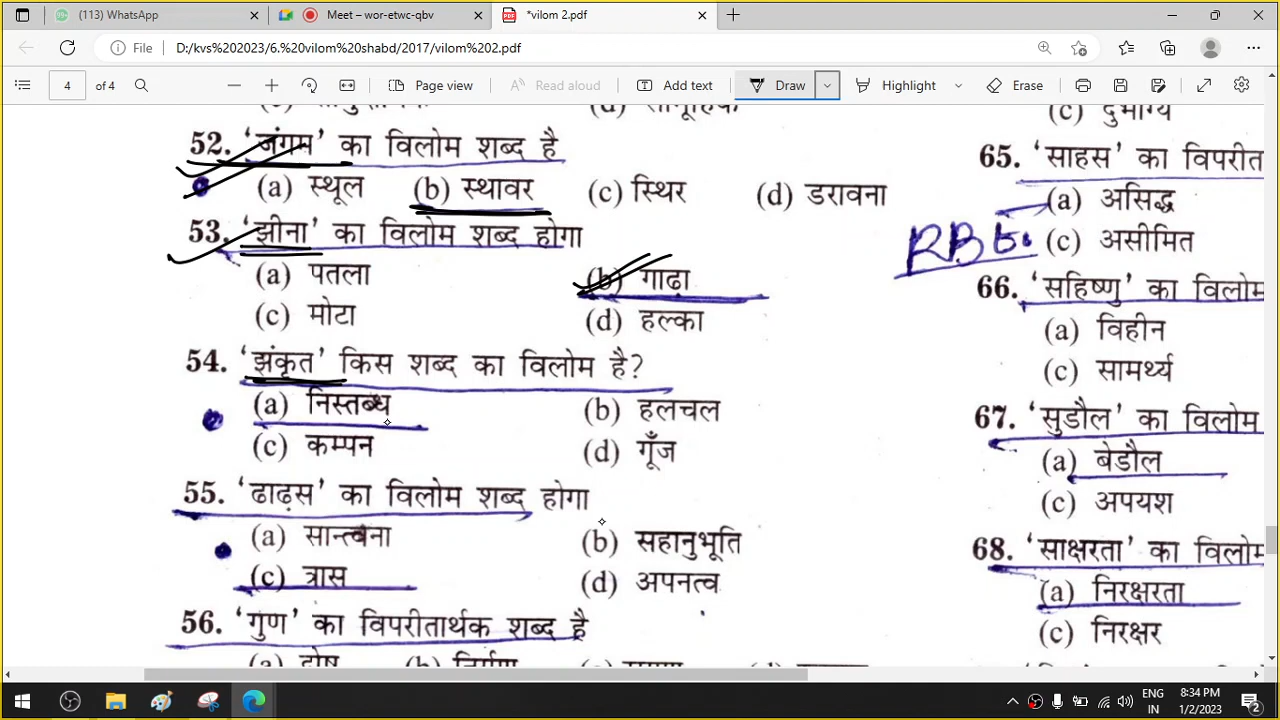 (113) WhatsApp
Meet – wor-etwc-qbv
*vilom 2.pdf
File D:/kvs%202023/6.%20vilom%20shabd/2017/vilom%202.pdf
4 of 4 Page view Read aloud Add text Draw Highlight Erase
52. 'जंगम' का विलोम शब्द है
(a) स्थूल (b) स्थावर (c) स्थिर (d) डरावना
53. 'झीना' का विलोम शब्द होगा
(a) पतला (b) गाढ़ा
(c) मोटा (d) हल्का
54. 'झंकृत' किस शब्द का विलोम है?
(a) निस्तब्ध (b) हलचल
(c) कम्पन (d) गूँज
55. 'ढाढ़स' का विलोम शब्द होगा
(a) सान्त्वना (b) सहानुभूति
(c) त्रास (d) अपनत्व
56. 'गुण' का विपरीतार्थक शब्द है
(c) दुर्भाग्य
65. 'साहस' का विपरीत
(a) असिद्ध
(c) असीमित
66. 'सहिष्णु' का विलोम
(a) विहीन
(c) सामर्थ्य
67. 'सुडौल' का विलोम
(a) बेडौल
(c) अपयश
68. 'साक्षरता' का विलोम
(a) निरक्षरता
(c) निरक्षर
ENG
IN
8:34 PM
1/2/2023
2